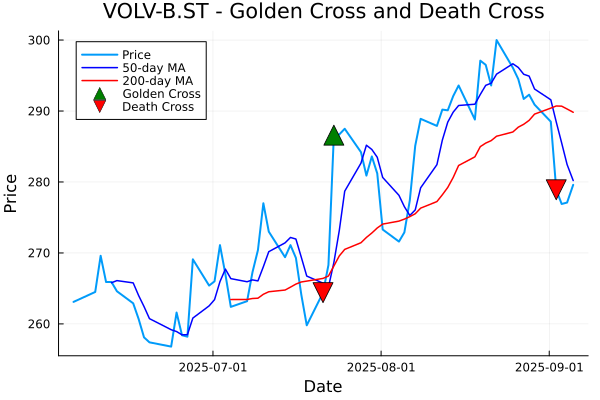 VOLV-B.ST - Golden Cross and Death Cross
300
290
280
270
260
Price
Price
50-day MA
200-day MA
Golden Cross
Death Cross
2025-07-01
2025-08-01
2025-09-01
Date